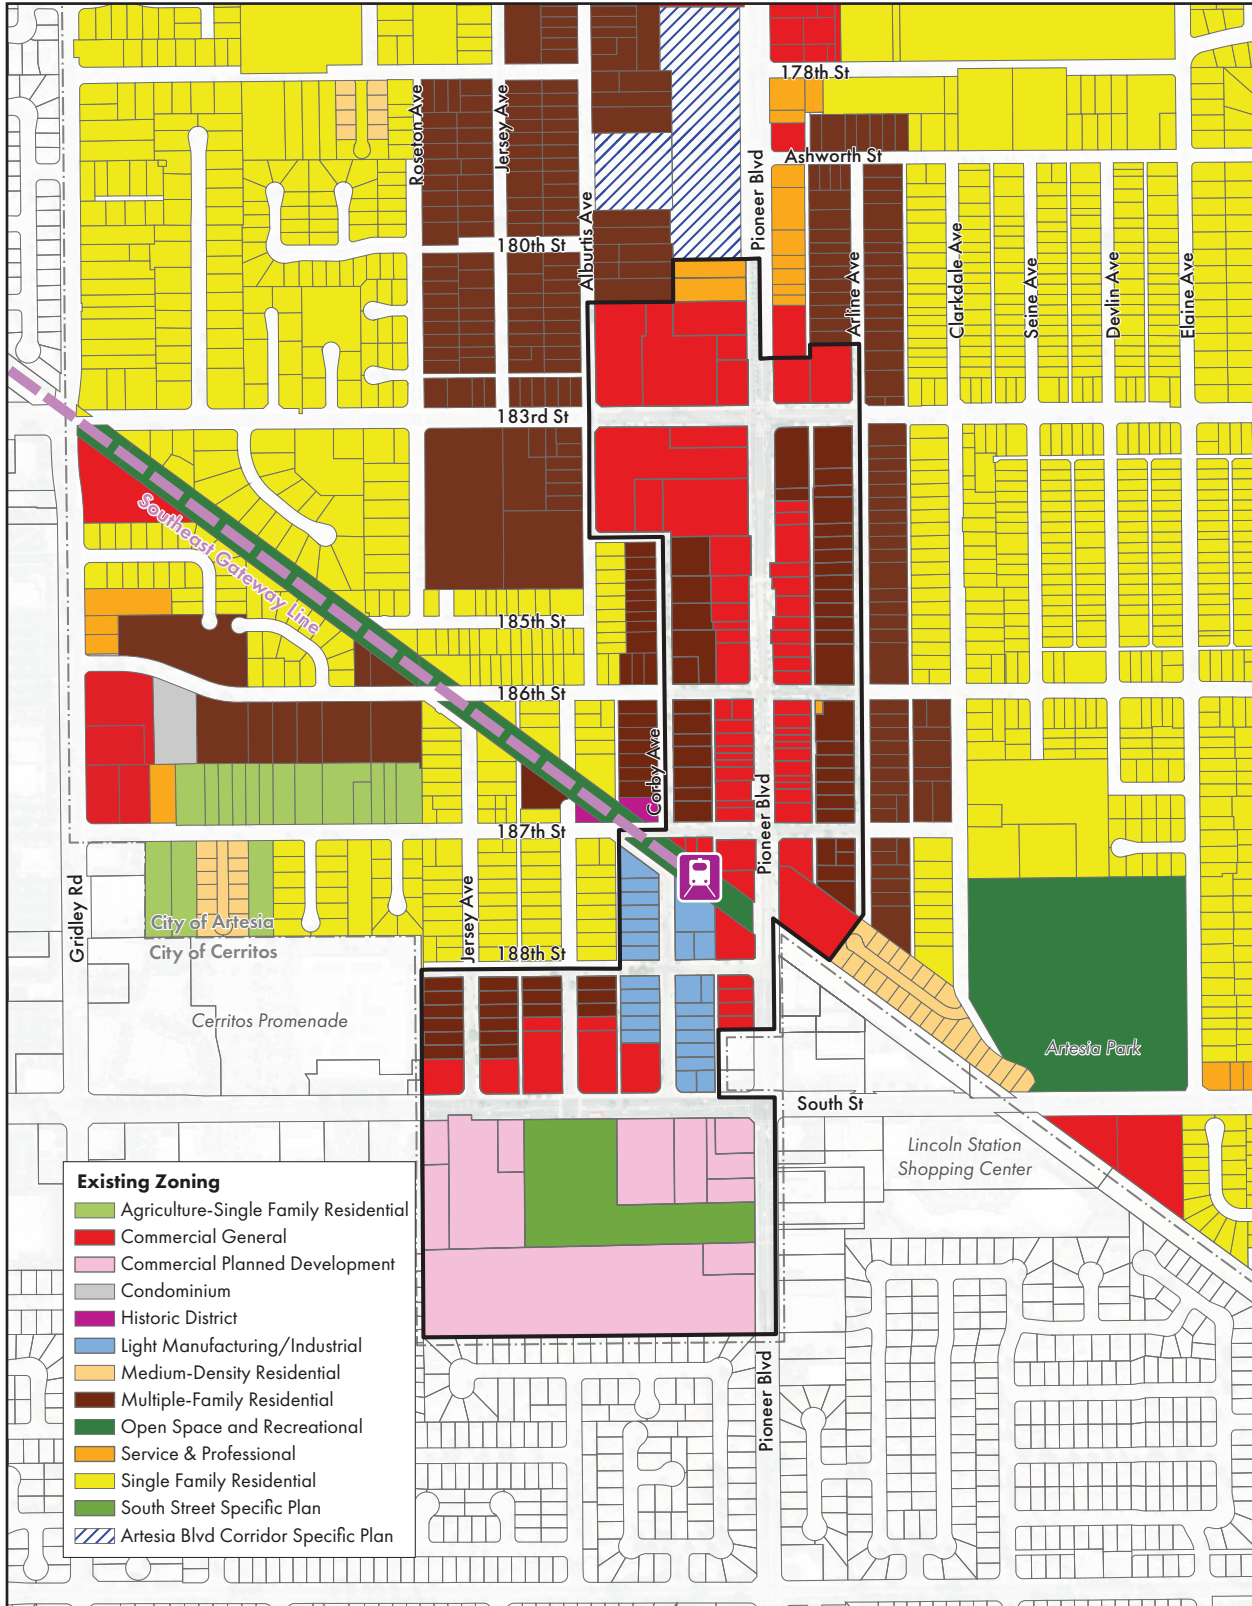 178th St
Roseton Ave
Jersey Ave
Ashworth St
Pioneer Blvd
Alburtis Ave
180th St
Arline Ave
Clarkdale Ave
Seine Ave
Devlin Ave
Elaine Ave
183rd St
Southeast Gateway Line
185th St
186th St
Corby Ave
187th St
Pioneer Blvd
Gridley Rd
Jersey Ave
City of Artesia
City of Cerritos
188th St
Cerritos Promenade
Artesia Park
South St
Lincoln Station
Shopping Center
Existing Zoning
Agriculture-Single Family Residential
Commercial General
Commercial Planned Development
Condominium
Historic District
Light Manufacturing/Industrial
Medium-Density Residential
Multiple-Family Residential
Open Space and Recreational
Service & Professional
Single Family Residential
South Street Specific Plan
Artesia Blvd Corridor Specific Plan
Pioneer Blvd